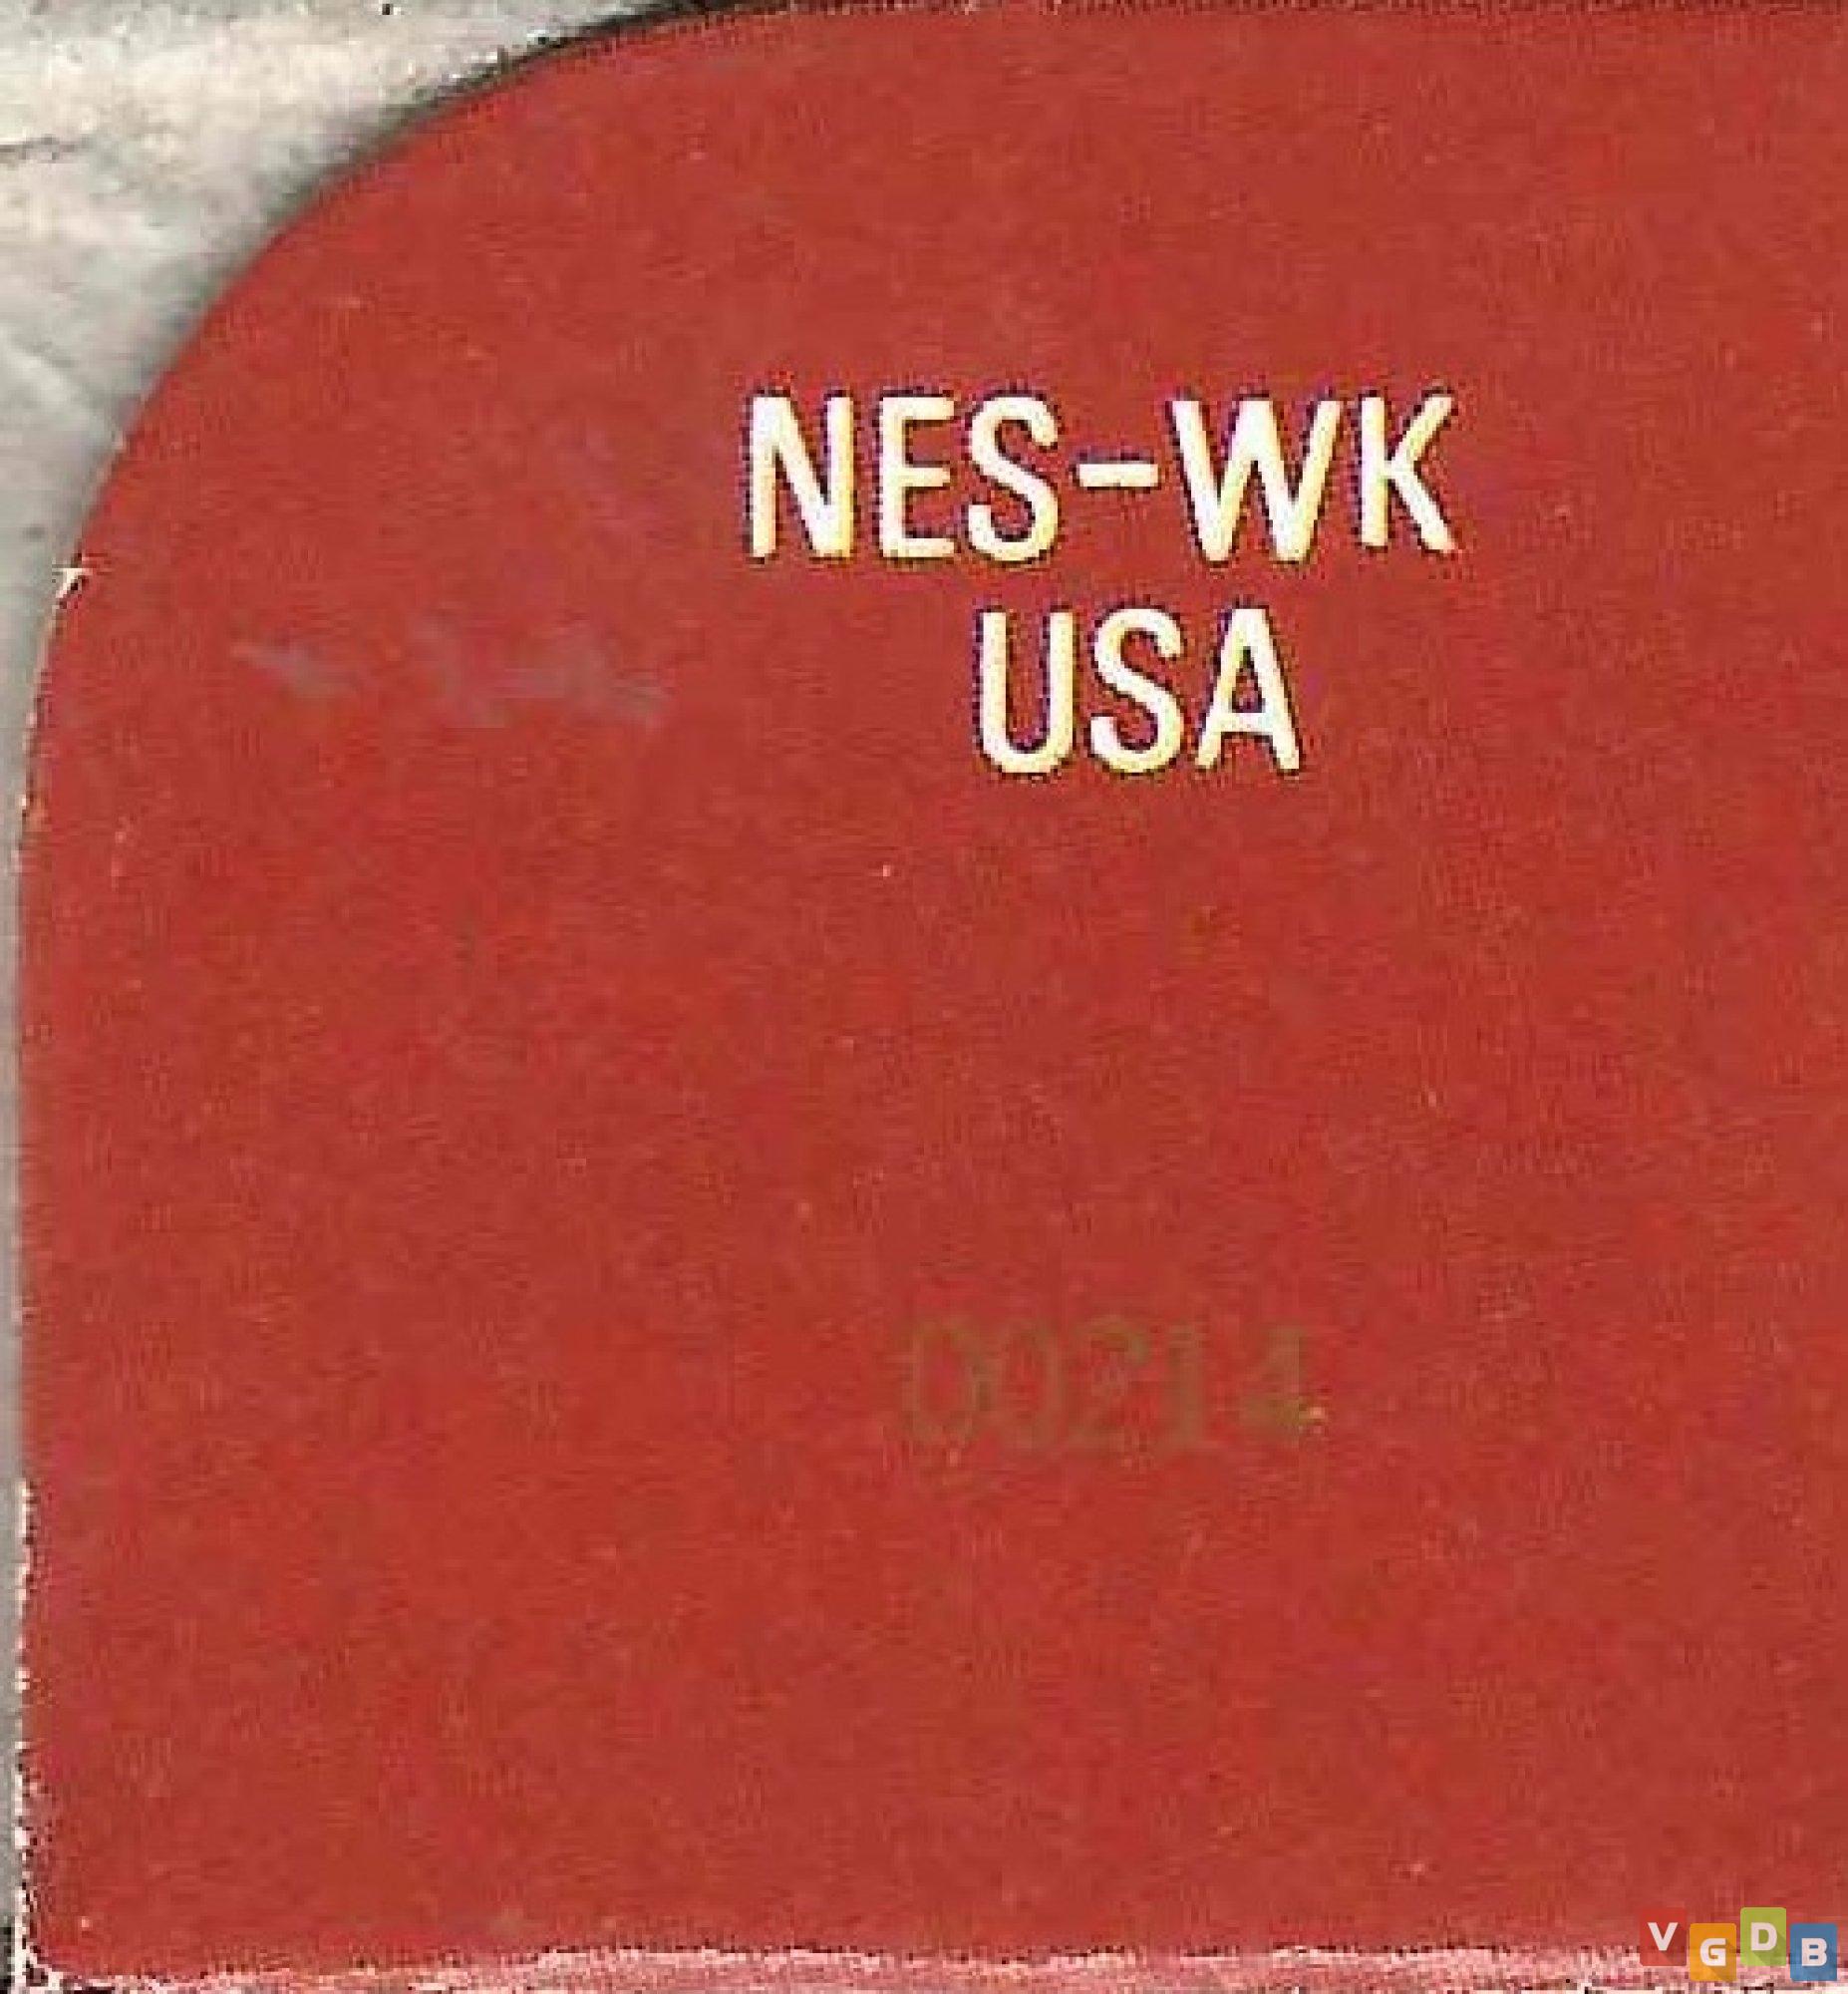 NES-WK
USA
00214
VGDB